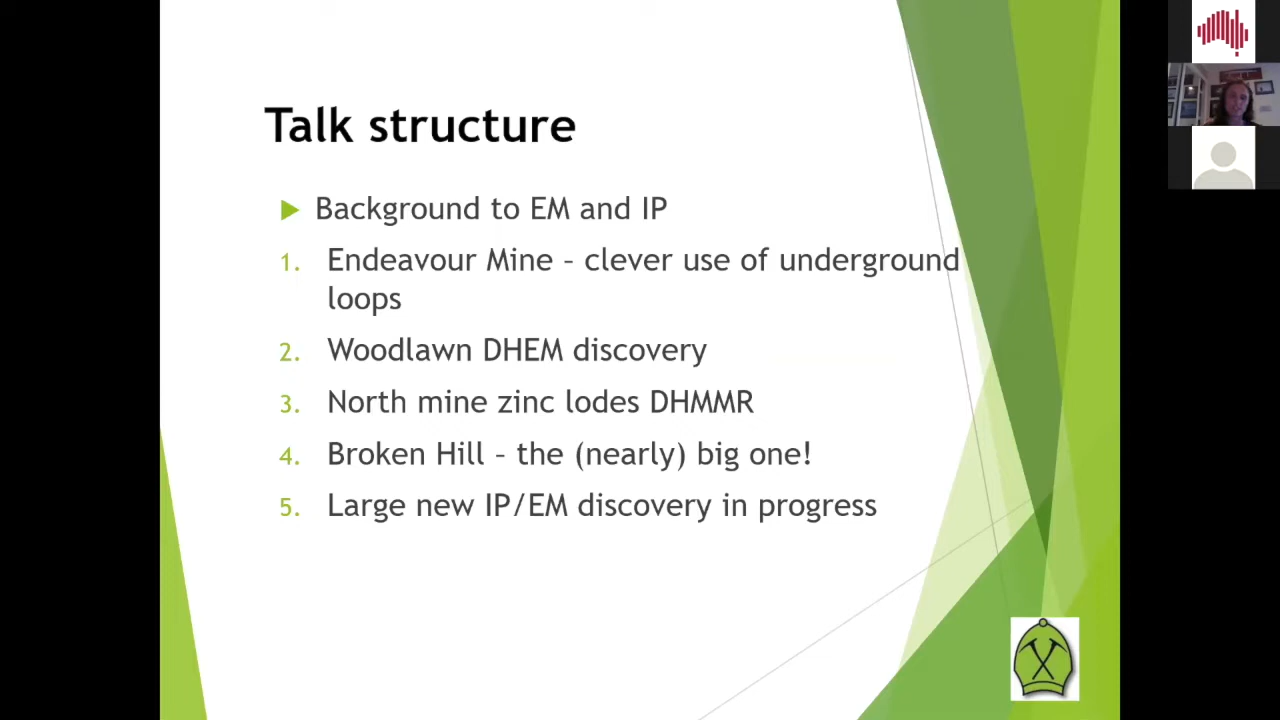 Talk structure
Background to EM and IP
1. Endeavour Mine – clever use of underground
loops
2. Woodlawn DHEM discovery
3. North mine zinc lodes DHMMR
4. Broken Hill – the (nearly) big one!
5. Large new IP/EM discovery in progress